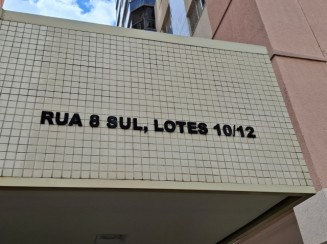 RUA 8 SUL, LOTES 10/12